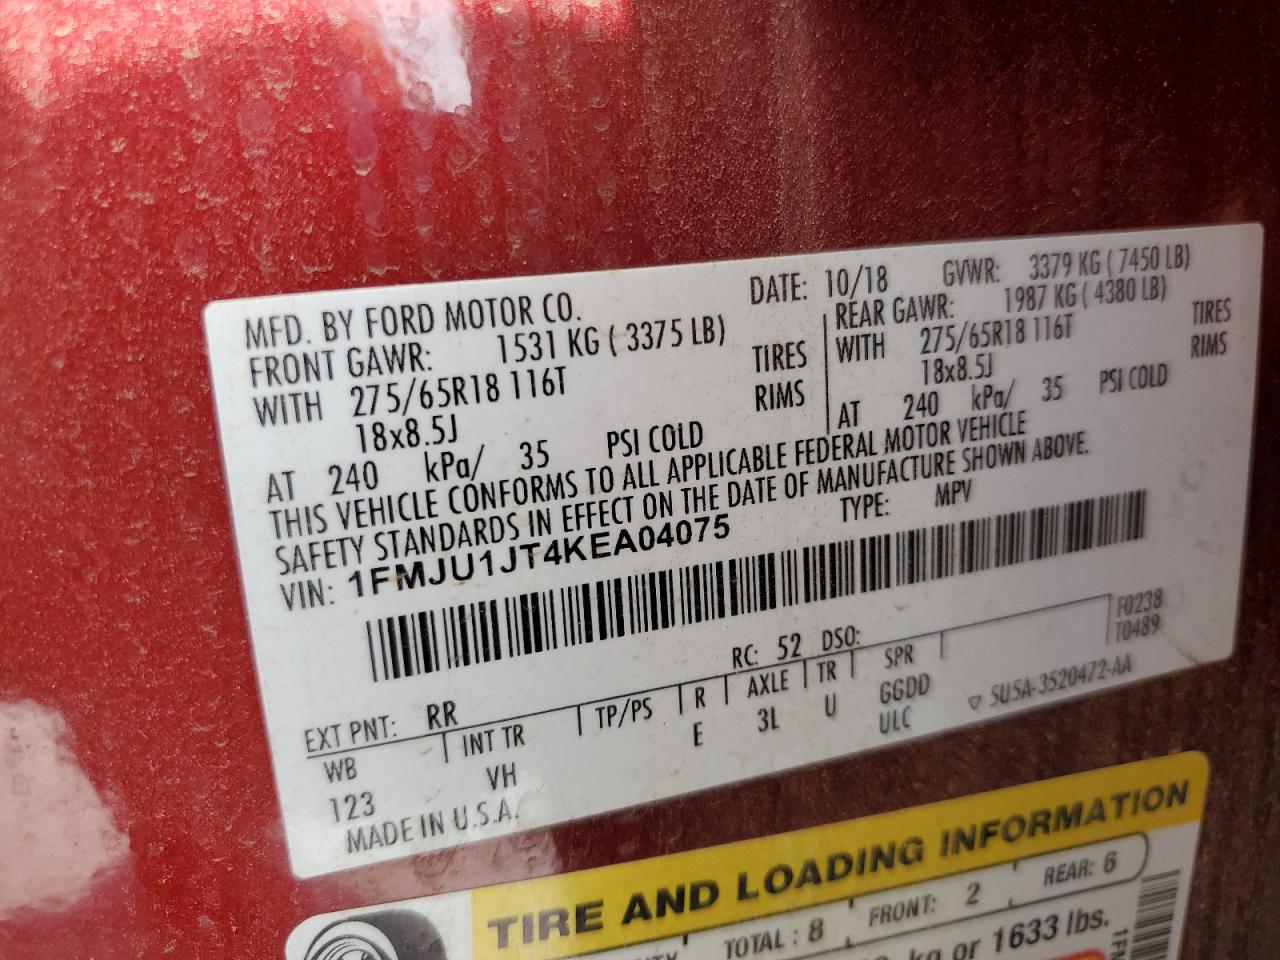 MFD. BY FORD MOTOR CO. DATE: 10/18 GVWR: 3379 KG ( 7450 LB)
FRONT GAWR: 1531 KG ( 3375 LB) REAR GAWR: 1987 KG ( 4380 LB)
WITH 275/65R18 116T TIRES WITH 275/65R18 116T TIRES
18x8.5J RIMS 18x8.5J RIMS
AT 240 kPa/ 35 PSI COLD AT 240 kPa/ 35 PSI COLD
THIS VEHICLE CONFORMS TO ALL APPLICABLE FEDERAL MOTOR VEHICLE
SAFETY STANDARDS IN EFFECT ON THE DATE OF MANUFACTURE SHOWN ABOVE.
VIN: 1FMJU1JT4KEA04075 TYPE: MPV
F0238
T0489
EXT PNT: RR RC: 52 DSO:
WB INT TR TP/PS R AXLE TR SPR
123 VH E 3L U GGDD
ULC
MADE IN U.S.A. 5U5A-3520472-AA
TIRE AND LOADING INFORMATION
TOTAL : 8 FRONT: 2 REAR: 6
kg or 1633 lbs.